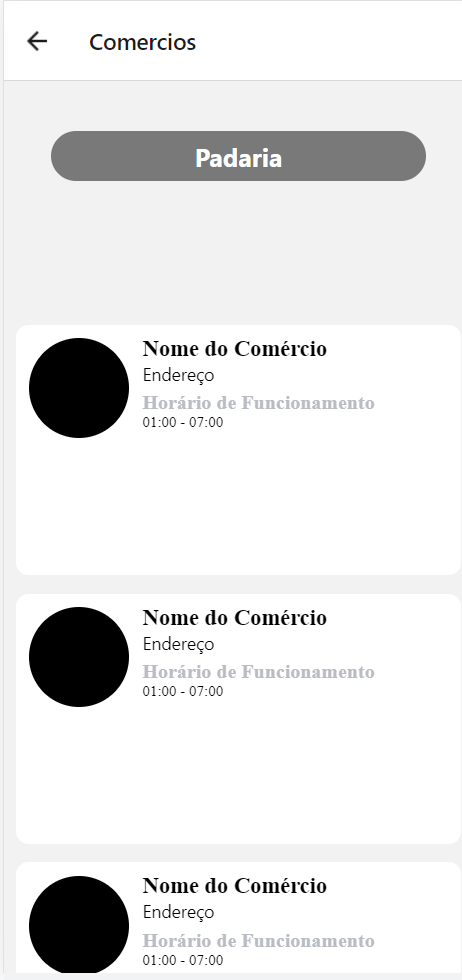 Comercios
Padaria
Nome do Comércio
Endereço
Horário de Funcionamento
01:00 - 07:00
Nome do Comércio
Endereço
Horário de Funcionamento
01:00 - 07:00
Nome do Comércio
Endereço
Horário de Funcionamento
01:00 - 07:00